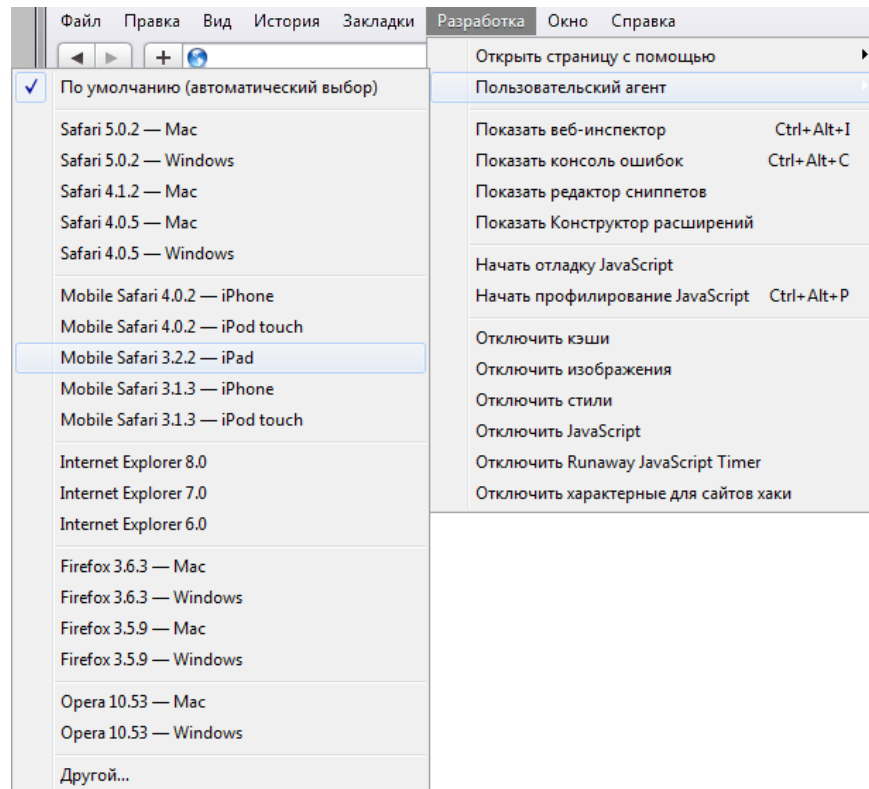 Файл Правка Вид История Закладки Разработка Окно Справка
Открыть страницу с помощью
Пользовательский агент
Показать веб-инспектор Ctrl+Alt+I
Показать консоль ошибок Ctrl+Alt+C
Показать редактор сниппетов
Показать Конструктор расширений
Начать отладку JavaScript
Начать профилирование JavaScript Ctrl+Alt+P
Отключить кэши
Отключить изображения
Отключить стили
Отключить JavaScript
Отключить Runaway JavaScript Timer
Отключить характерные для сайтов хаки
По умолчанию (автоматический выбор)
Safari 5.0.2 — Mac
Safari 5.0.2 — Windows
Safari 4.1.2 — Mac
Safari 4.0.5 — Mac
Safari 4.0.5 — Windows
Mobile Safari 4.0.2 — iPhone
Mobile Safari 4.0.2 — iPod touch
Mobile Safari 3.2.2 — iPad
Mobile Safari 3.1.3 — iPhone
Mobile Safari 3.1.3 — iPod touch
Internet Explorer 8.0
Internet Explorer 7.0
Internet Explorer 6.0
Firefox 3.6.3 — Mac
Firefox 3.6.3 — Windows
Firefox 3.5.9 — Mac
Firefox 3.5.9 — Windows
Opera 10.53 — Mac
Opera 10.53 — Windows
Другой...